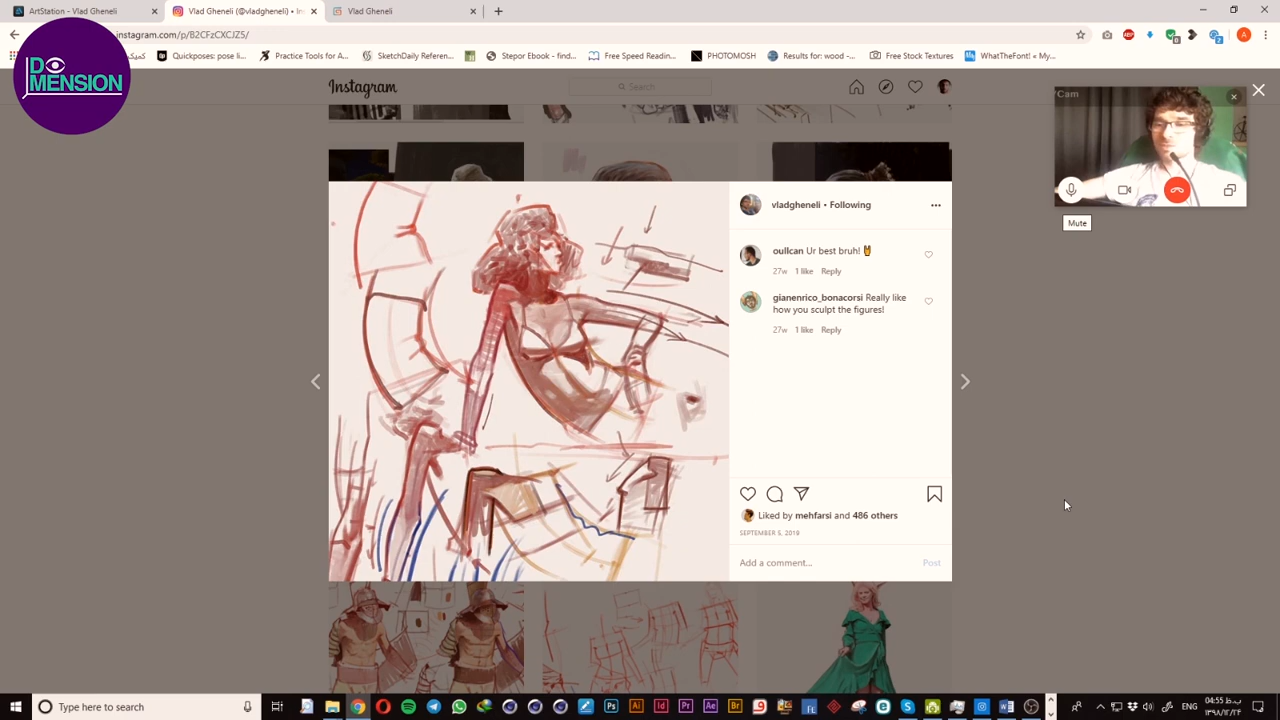 ArtStation - Vlad Gheneli
Vlad Gheneli (@vladgheneli) • In
Vlad Gheneli
instagram.com/p/B2CFzCXCJZ5/
Quickposes: pose li...
Practice Tools for A...
SketchDaily Referen...
Stepor Ebook - find...
Free Speed Readin...
PHOTOMOSH
Results for: wood -...
Free Stock Textures
WhatTheFont! « My...
DMENSION
Instagram
Search
Cam
Mute
vladgheneli • Following
oullcan Ur best bruh!
27w 1 like Reply
gianenrico_bonacorsi Really like
how you sculpt the figures!
27w 1 like Reply
Liked by mehfarsi and 486 others
SEPTEMBER 5, 2019
Add a comment... Post
Type here to search